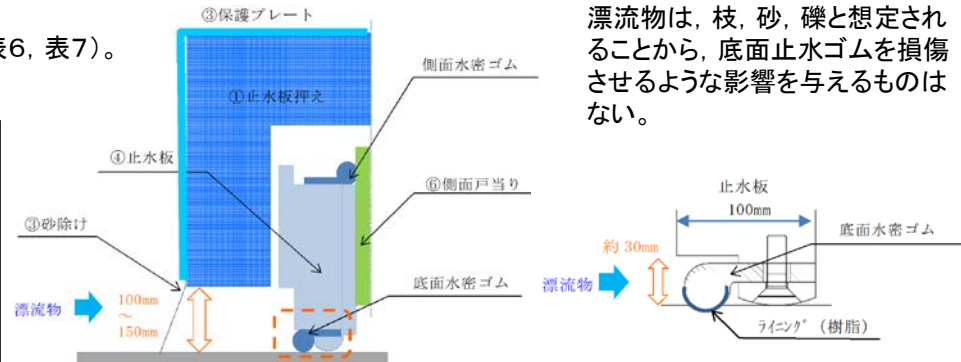 表6，表7）。
漂流物は，枝，砂，礫と想定され
ることから，底面止水ゴムを損傷
させるような影響を与えるものは
ない。
③保護プレート
側面水密ゴム
①止水板押え
④止水板
⑥側面戸当り
③砂除け
底面水密ゴム
漂流物
100mm
～
150mm
止水板
100mm
底面水密ゴム
約 30mm
漂流物
ﾗｲﾆﾝｸﾞ（樹脂）